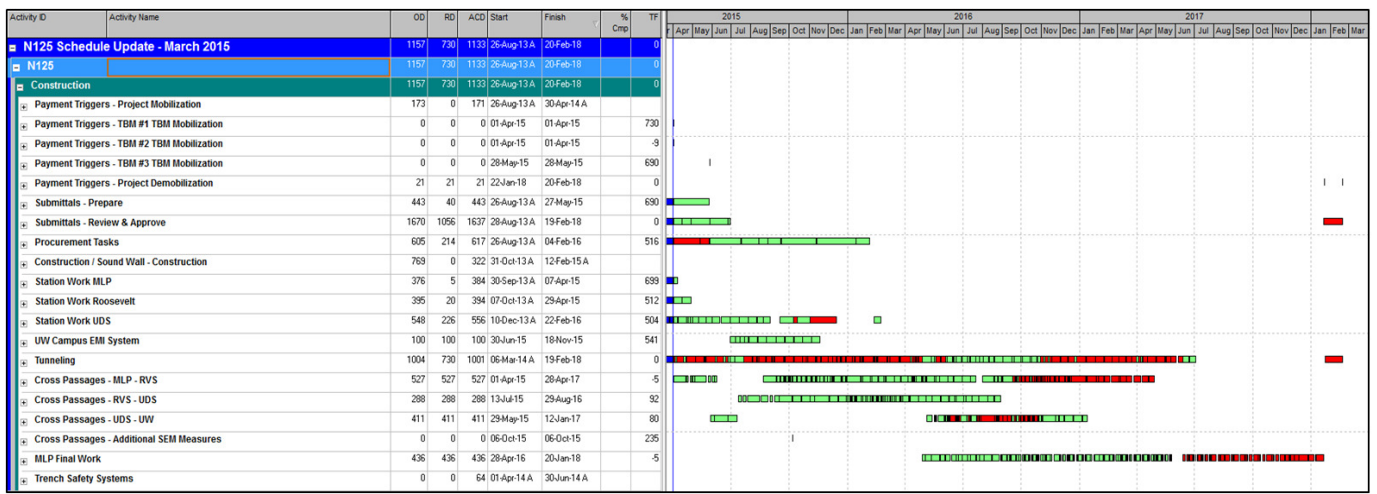 Activity ID Activity Name OD RD ACD Start Finish % Cmp TF 2015 2016 2017
r Apr May Jun Jul Aug Sep Oct Nov Dec Jan Feb Mar Apr May Jun Jul Aug Sep Oct Nov Dec Jan Feb Mar Apr May Jun Jul Aug Sep Oct Nov Dec Jan Feb Mar
N125 Schedule Update - March 2015 1157 730 1133 26-Aug-13 A 20-Feb-18 0
N125 1157 730 1133 26-Aug-13 A 20-Feb-18 0
Construction 1157 730 1133 26-Aug-13 A 20-Feb-18 0
Payment Triggers - Project Mobilization 173 0 171 26-Aug-13 A 30-Apr-14 A
Payment Triggers - TBM #1 TBM Mobilization 0 0 0 01-Apr-15 01-Apr-15 730
Payment Triggers - TBM #2 TBM Mobilization 0 0 0 01-Apr-15 01-Apr-15 -9
Payment Triggers - TBM #3 TBM Mobilization 0 0 0 28-May-15 28-May-15 690
Payment Triggers - Project Demobilization 21 21 21 22-Jan-18 20-Feb-18 0
Submittals - Prepare 443 40 443 26-Aug-13 A 27-May-15 690
Submittals - Review & Approve 1670 1056 1637 28-Aug-13 A 19-Feb-18 0
Procurement Tasks 605 214 617 26-Aug-13 A 04-Feb-16 516
Construction / Sound Wall - Construction 769 0 322 31-Oct-13 A 12-Feb-15 A
Station Work MLP 376 5 384 30-Sep-13 A 07-Apr-15 699
Station Work Roosevelt 395 20 394 07-Oct-13 A 29-Apr-15 512
Station Work UDS 548 226 556 10-Dec-13 A 22-Feb-16 504
UW Campus EMI System 100 100 100 30-Jun-15 18-Nov-15 541
Tunneling 1004 730 1001 06-Mar-14 A 19-Feb-18 0
Cross Passages - MLP - RVS 527 527 527 01-Apr-15 28-Apr-17 -5
Cross Passages - RVS - UDS 288 288 288 13-Jul-15 29-Aug-16 92
Cross Passages - UDS - UW 411 411 411 29-May-15 12-Jan-17 80
Cross Passages - Additional SEM Measures 0 0 0 06-Oct-15 06-Oct-15 235
MLP Final Work 436 436 436 28-Apr-16 20-Jan-18 -5
Trench Safety Systems 0 0 64 01-Apr-14 A 30-Jun-14 A